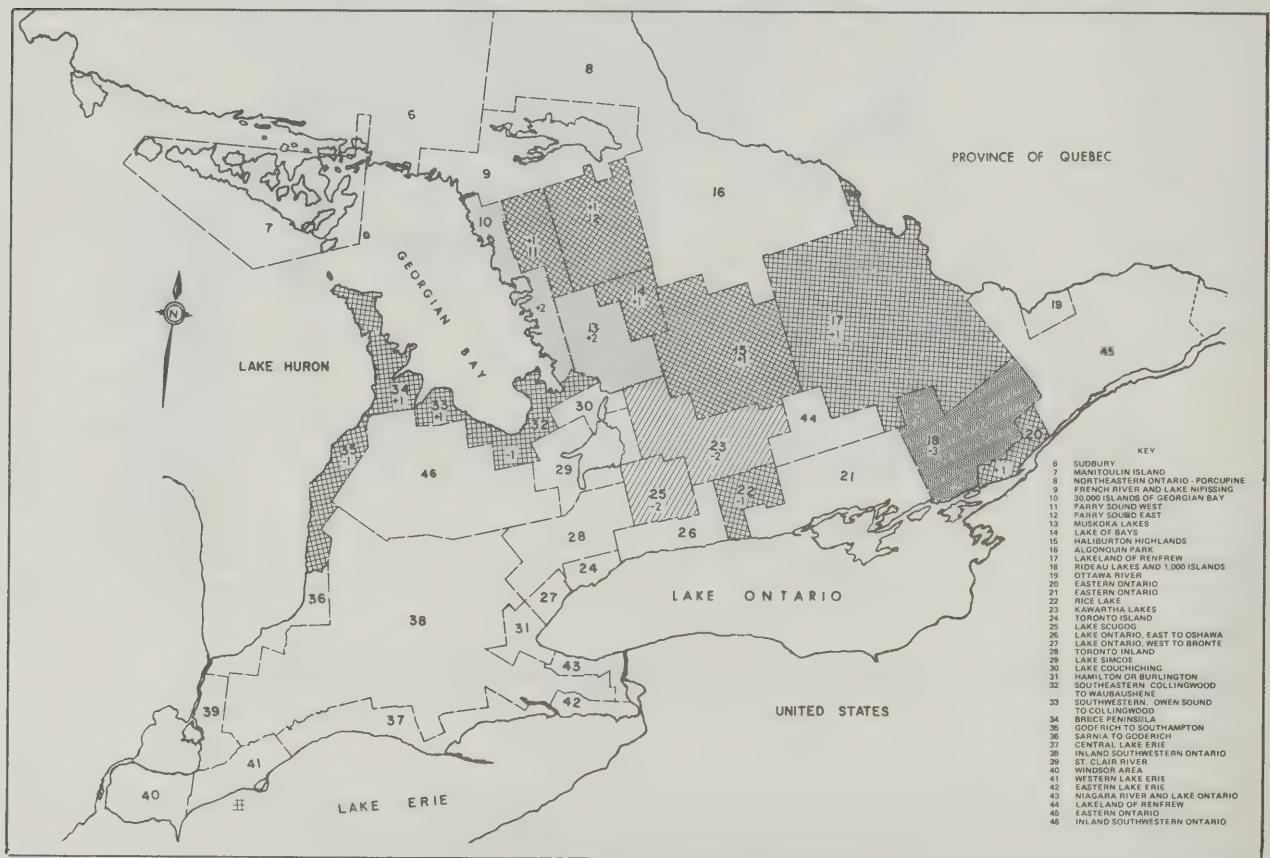 8
6
PROVINCE OF QUEBEC
9
16
7
10
+1
12
+1
11
GEORGIAN BAY
N
+2
13
+2
14
+1
15
+1
17
+1
19
45
LAKE HURON
34
+1
33
+1
32
-1
30
44
18
-3
20
+1
35
-1
46
29
23
-2
21
25
-2
22
-1
28
26
24
27
36
38
31
LAKE ONTARIO
43
42
UNITED STATES
39
37
41
40
LAKE ERIE
KEY
6 SUDBURY
7 MANITOULIN ISLAND
8 NORTHEASTERN ONTARIO - PORCUPINE
9 FRENCH RIVER AND LAKE NIPISSING
10 30,000 ISLANDS OF GEORGIAN BAY
11 PARRY SOUND WEST
12 PARRY SOUND EAST
13 MUSKOKA LAKES
14 LAKE OF BAYS
15 HALIBURTON HIGHLANDS
16 ALGONQUIN PARK
17 LAKELAND OF RENFREW
18 RIDEAU LAKES AND 1,000 ISLANDS
19 OTTAWA RIVER
20 EASTERN ONTARIO
21 EASTERN ONTARIO
22 RICE LAKE
23 KAWARTHA LAKES
24 TORONTO ISLAND
25 LAKE SCUGOG
26 LAKE ONTARIO, EAST TO OSHAWA
27 LAKE ONTARIO, WEST TO BRONTE
28 TORONTO INLAND
29 LAKE SIMCOE
30 LAKE COUCHICHING
31 HAMILTON OR BURLINGTON
32 SOUTHEASTERN COLLINGWOOD
TO WAUBAUSHENE
33 SOUTHWESTERN, OWEN SOUND
TO COLLINGWOOD
34 BRUCE PENINSULA
35 GODERICH TO SOUTHAMPTON
36 SARNIA TO GODERICH
37 CENTRAL LAKE ERIE
38 INLAND SOUTHWESTERN ONTARIO
39 ST. CLAIR RIVER
40 WINDSOR AREA
41 WESTERN LAKE ERIE
42 EASTERN LAKE ERIE
43 NIAGARA RIVER AND LAKE ONTARIO
44 LAKELAND OF RENFREW
45 EASTERN ONTARIO
46 INLAND SOUTHWESTERN ONTARIO